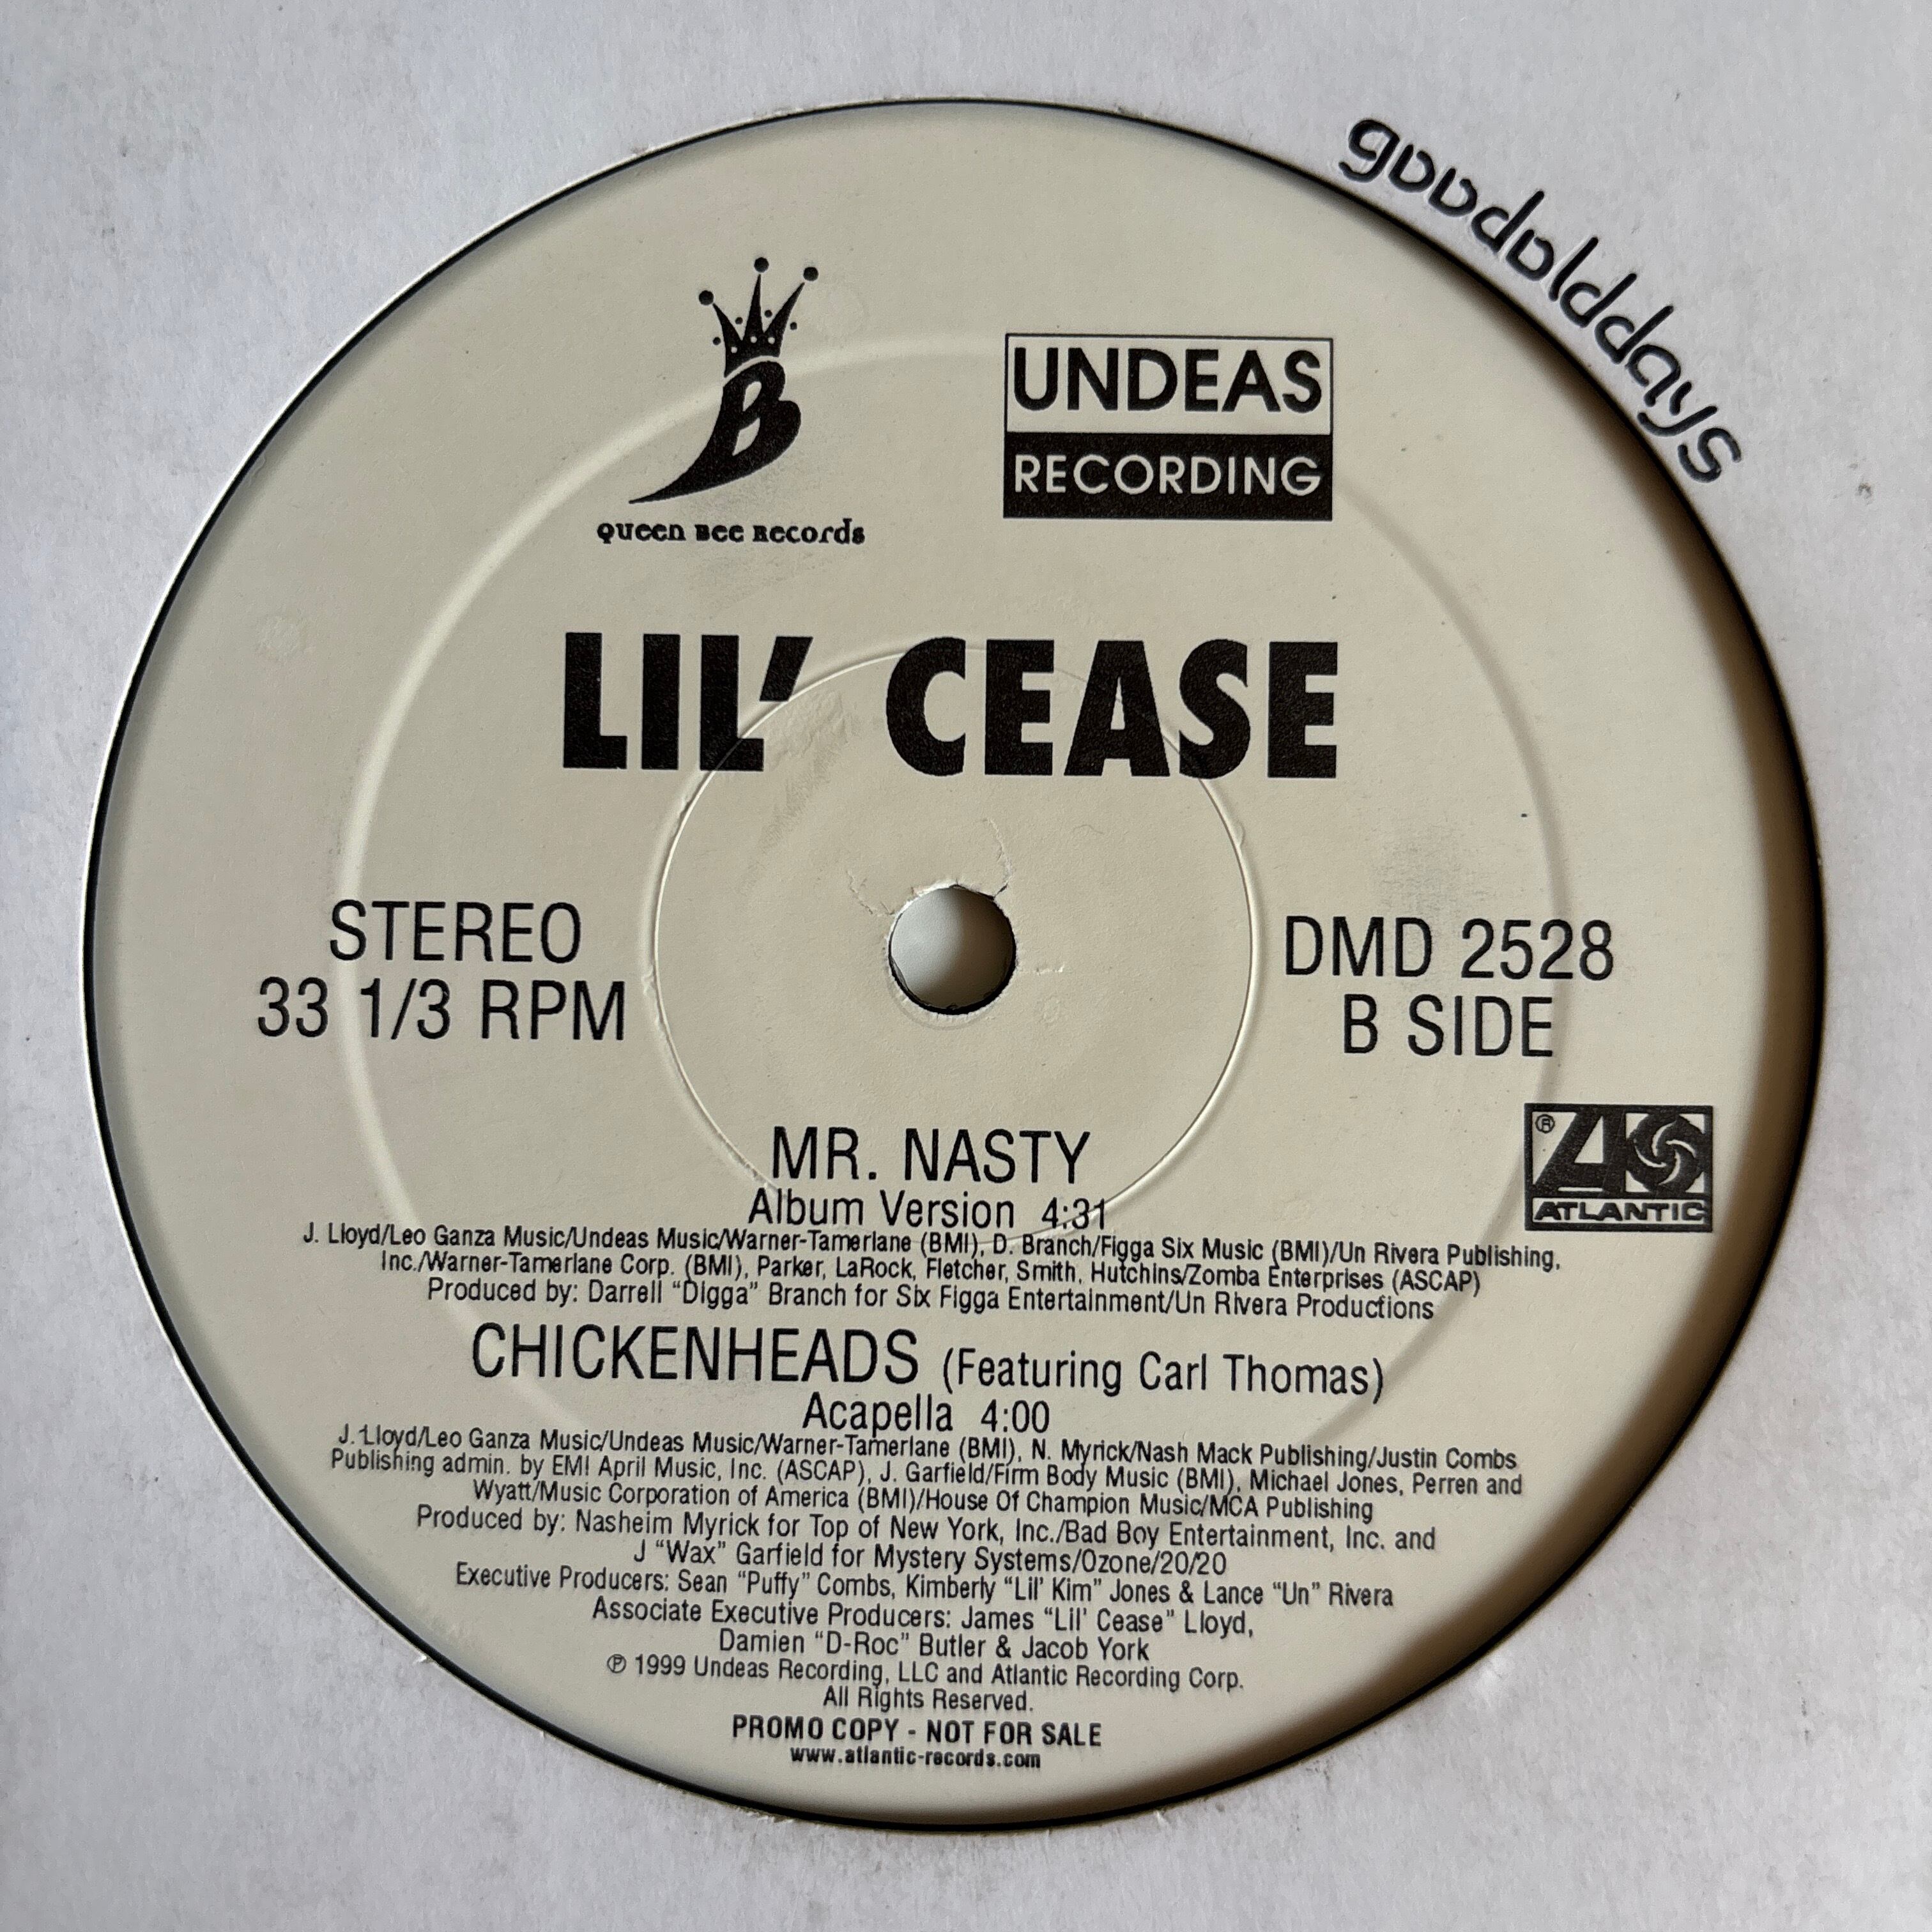 goodolddays
B
Queen Bee Records
UNDEAS
RECORDING
LIL' CEASE
STEREO
33 1/3 RPM
DMD 2528
B SIDE
®
ATLANTIC
MR. NASTY
Album Version 4:31
J. Lloyd/Leo Ganza Music/Undeas Music/Warner-Tamerlane (BMI), D. Branch/Figga Six Music (BMI)/Un Rivera Publishing,
Inc./Warner-Tamerlane Corp. (BMI), Parker, LaRock, Fletcher, Smith, Hutchins/Zomba Enterprises (ASCAP)
Produced by: Darrell “Digga” Branch for Six Figga Entertainment/Un Rivera Productions
CHICKENHEADS (Featuring Carl Thomas)
Acapella 4:00
J. Lloyd/Leo Ganza Music/Undeas Music/Warner-Tamerlane (BMI), N. Myrick/Nash Mack Publishing/Justin Combs
Publishing admin. by EMI April Music, Inc. (ASCAP), J. Garfield/Firm Body Music (BMI), Michael Jones, Perren and
Wyatt/Music Corporation of America (BMI)/House Of Champion Music/MCA Publishing
Produced by: Nasheim Myrick for Top of New York, Inc./Bad Boy Entertainment, Inc. and
J “Wax” Garfield for Mystery Systems/Ozone/20/20
Executive Producers: Sean “Puffy” Combs, Kimberly “Lil' Kim” Jones & Lance “Un” Rivera
Associate Executive Producers: James “Lil' Cease” Lloyd,
Damien “D-Roc” Butler & Jacob York
℗ 1999 Undeas Recording, LLC and Atlantic Recording Corp.
All Rights Reserved.
PROMO COPY - NOT FOR SALE
www.atlantic-records.com